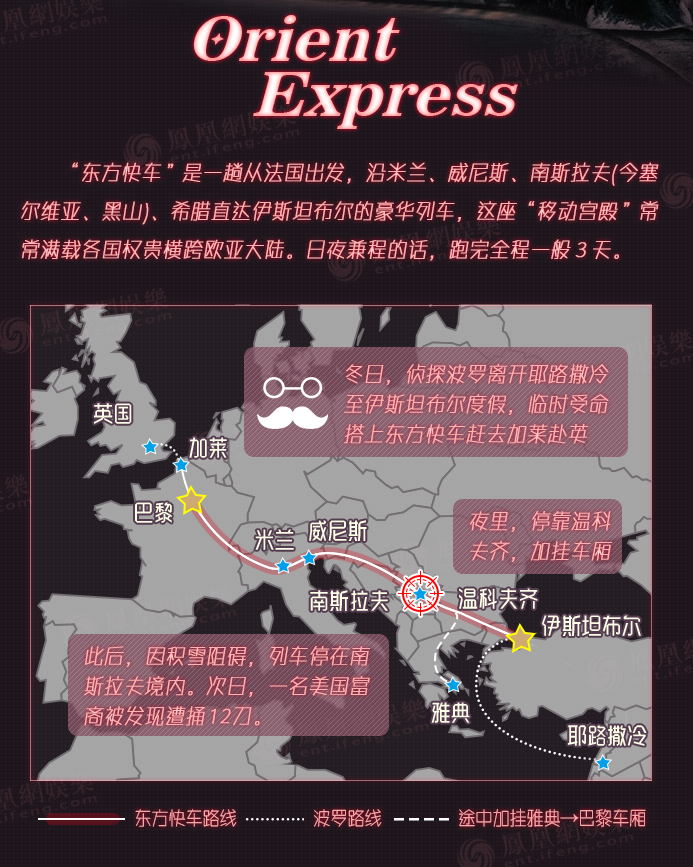 Orient
Express
“东方快车”是一趟从法国出发，沿米兰、威尼斯、南斯拉夫(今塞
尔维亚、黑山)、希腊直达伊斯坦布尔的豪华列车，这座“移动宫殿”常
常满载各国权贵横跨欧亚大陆。日夜兼程的话，跑完全程一般3天。
冬日，侦探波罗离开耶路撒冷
至伊斯坦布尔度假，临时受命
搭上东方快车赶去加莱赴英
英国
加莱
巴黎
夜里，停靠温科
夫齐，加挂车厢
米兰
威尼斯
南斯拉夫
温科夫齐
伊斯坦布尔
此后，因积雪阻碍，列车停在南
斯拉夫境内。次日，一名美国富
商被发现遭捅12刀。
雅典
耶路撒冷
东方快车路线
波罗路线
途中加挂雅典→巴黎车厢
鳳凰網娛樂
ent.ifeng.com